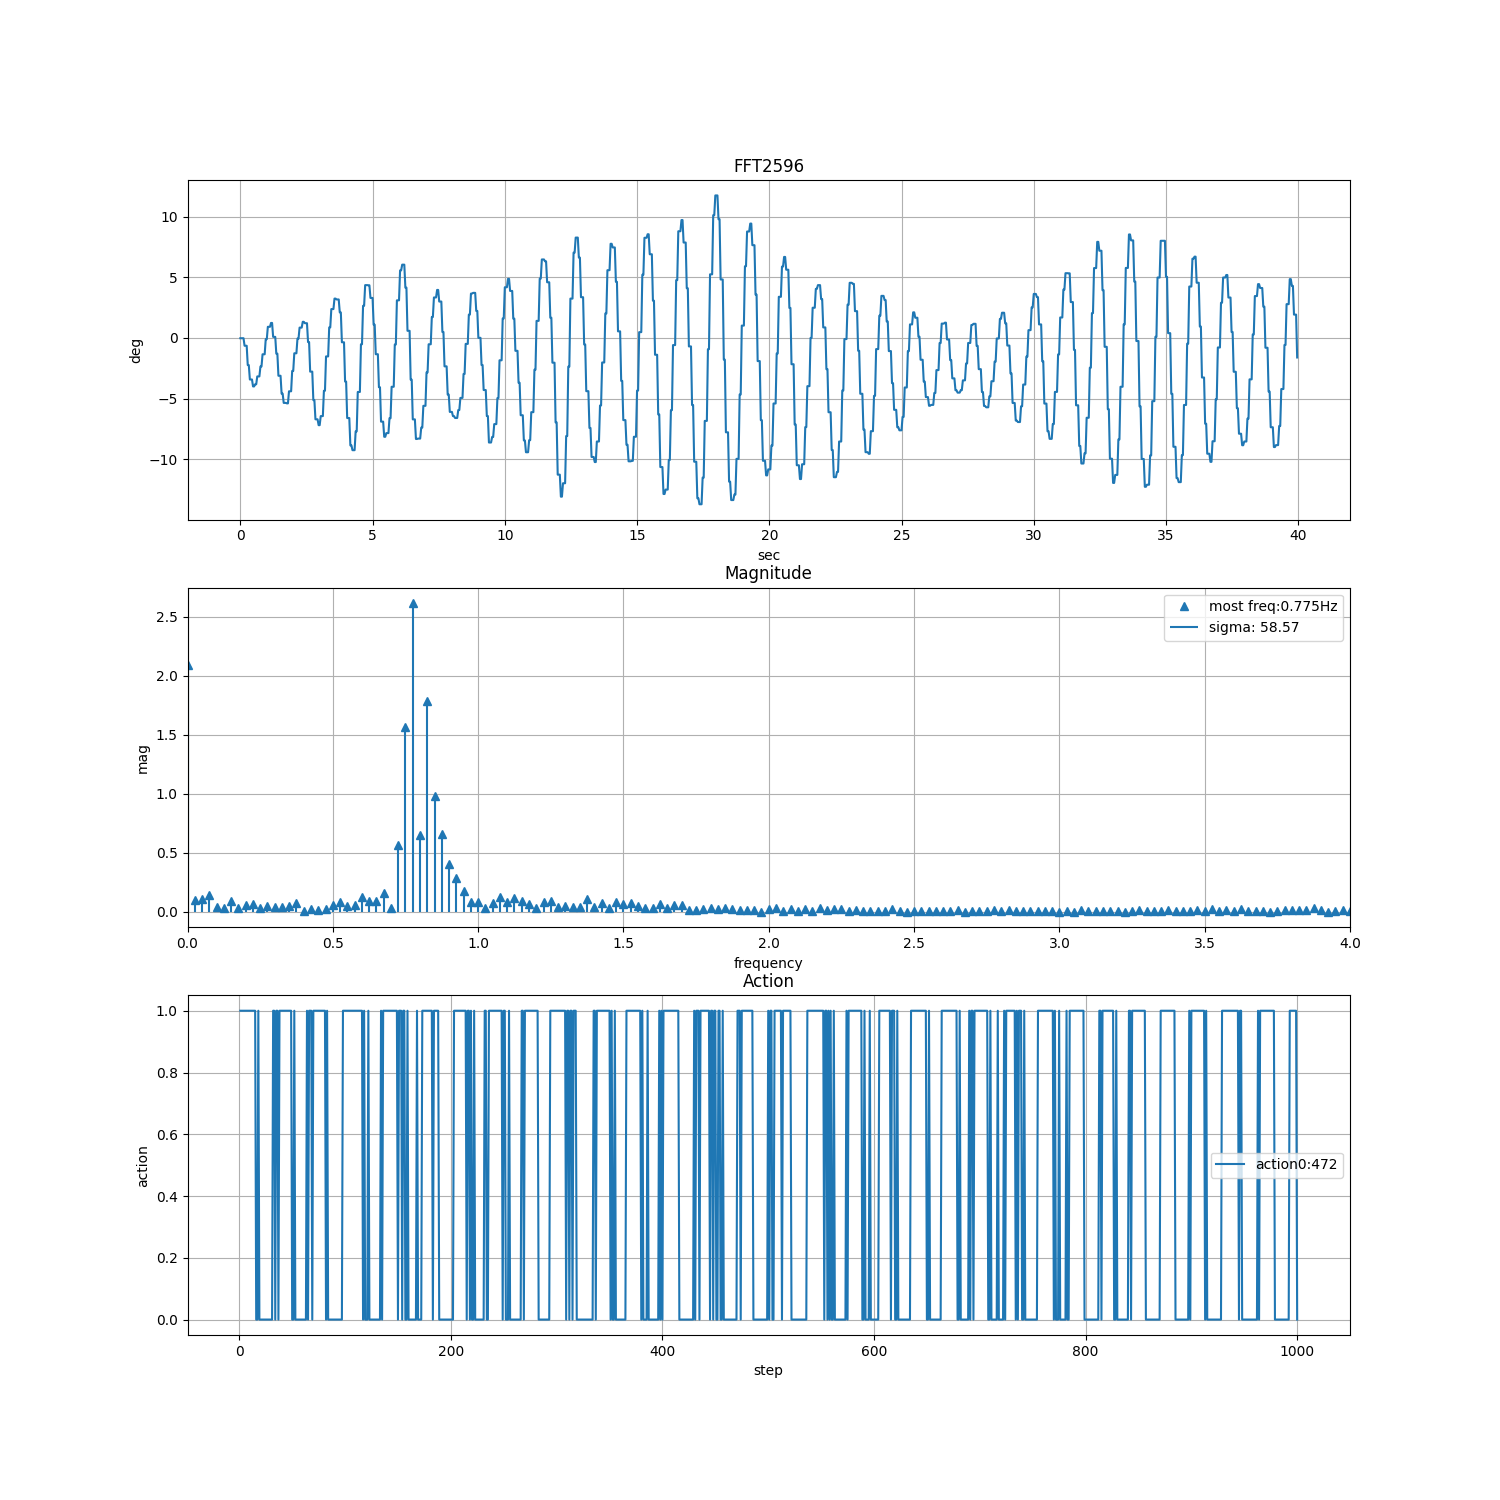 FFT2596
10
5
0
−5
−10
deg
0 5 10 15 20 25 30 35 40
sec
Magnitude
most freq:0.775Hz
sigma: 58.57
2.5
2.0
1.5
1.0
0.5
0.0
mag
0.0 0.5 1.0 1.5 2.0 2.5 3.0 3.5 4.0
frequency
Action
1.0
0.8
0.6
0.4
0.2
0.0
action
action0:472
0 200 400 600 800 1000
step